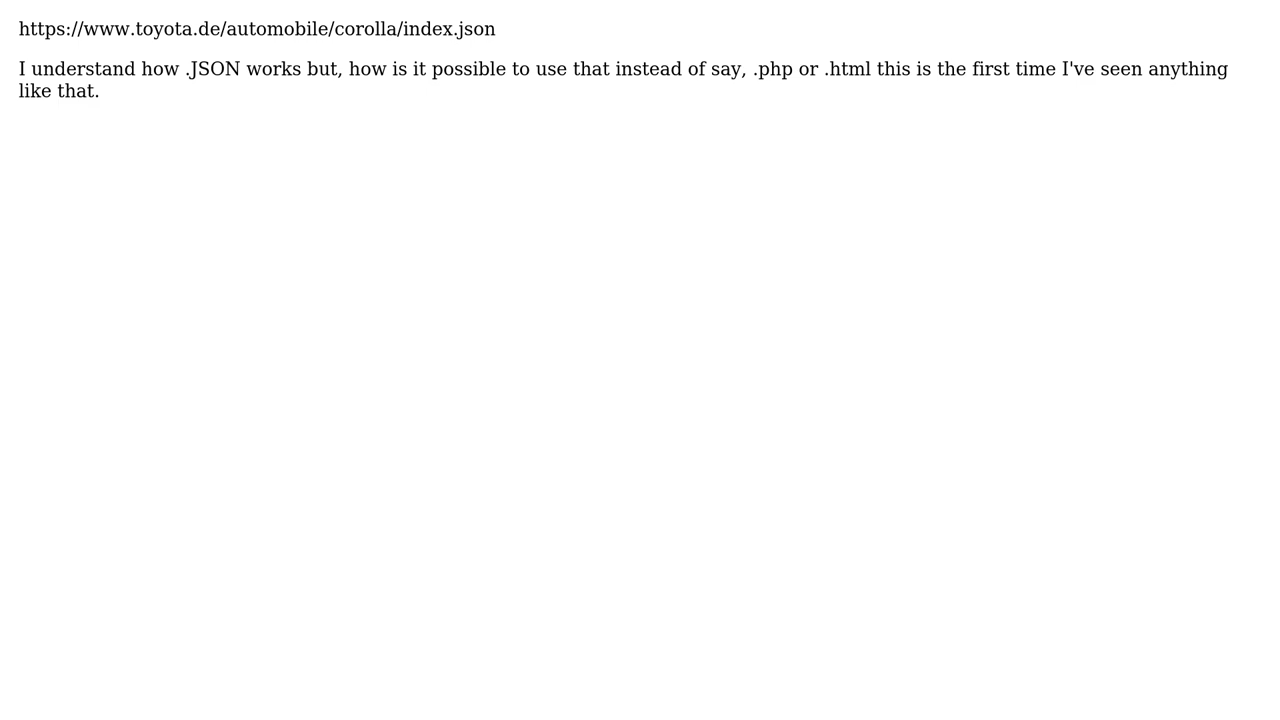 https://www.toyota.de/automobile/corolla/index.json
I understand how .JSON works but, how is it possible to use that instead of say, .php or .html this is the first time I've seen anything
like that.